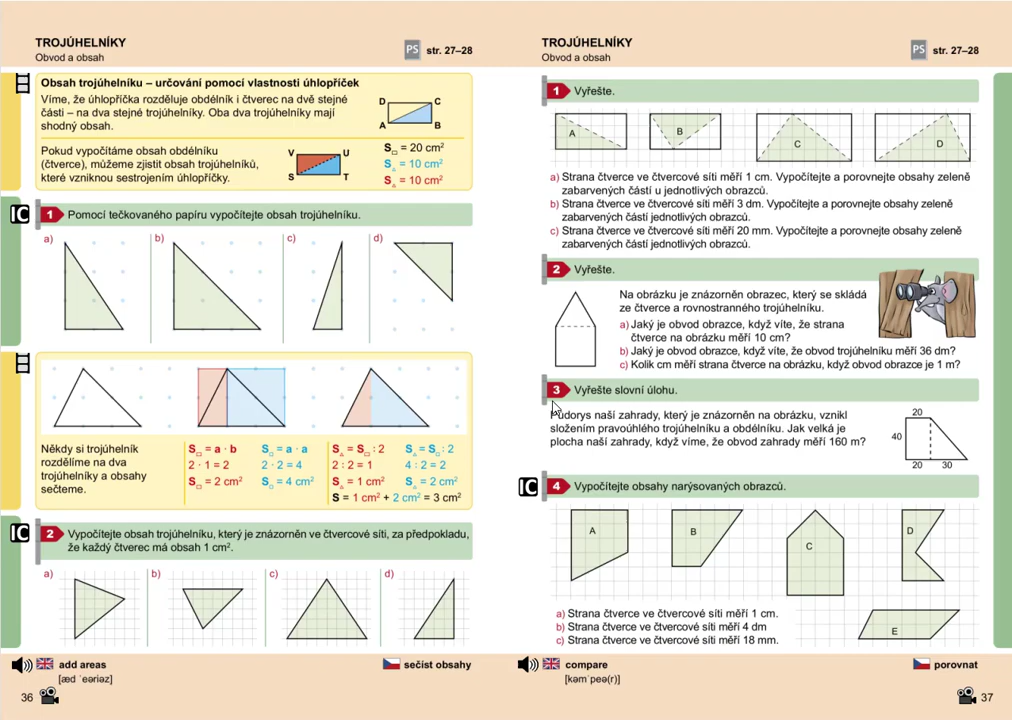 TROJÚHELNÍKY
Obvod a obsah
PS str. 27–28
Obsah trojúhelníku – určování pomocí vlastnosti úhlopříček
Víme, že úhlopříčka rozděluje obdélník i čtverec na dvě stejné
části – na dva stejné trojúhelníky. Oba dva trojúhelníky mají
shodný obsah.
D C
A B
Pokud vypočítáme obsah obdélníku
(čtverce), můžeme zjistit obsah trojúhelníků,
které vzniknou sestrojením úhlopříčky.
V U
S T
S□ = 20 cm²
S△ = 10 cm²
S△ = 10 cm²
IC 1 Pomocí tečkovaného papíru vypočítejte obsah trojúhelníku.
a) b) c) d)
Někdy si trojúhelník
rozdělíme na dva
trojúhelníky a obsahy
sečteme.
S□ = a · b S□ = a · a S△ = S□ : 2 S△ = S□ : 2
2 · 1 = 2 2 · 2 = 4 2 : 2 = 1 4 : 2 = 2
S□ = 2 cm² S□ = 4 cm² S△ = 1 cm² S△ = 2 cm²
S = 1 cm² + 2 cm² = 3 cm²
IC 2 Vypočítejte obsah trojúhelníku, který je znázorněn ve čtvercové síti, za předpokladu,
že každý čtverec má obsah 1 cm².
a) b) c) d)
add areas
[æd ˈeəriəz]
sečíst obsahy
36
TROJÚHELNÍKY
Obvod a obsah
PS str. 27–28
1 Vyřešte.
A B C D
a) Strana čtverce ve čtvercové síti měří 1 cm. Vypočítejte a porovnejte obsahy zeleně
zabarvených částí u jednotlivých obrazců.
b) Strana čtverce ve čtvercové síti měří 3 dm. Vypočítejte a porovnejte obsahy zeleně
zabarvených částí jednotlivých obrazců.
c) Strana čtverce ve čtvercové síti měří 20 mm. Vypočítejte a porovnejte obsahy zeleně
zabarvených částí jednotlivých obrazců.
2 Vyřešte.
Na obrázku je znázorněn obrazec, který se skládá
ze čtverce a rovnostranného trojúhelníku.
a) Jaký je obvod obrazce, když víte, že strana
čtverce na obrázku měří 10 cm?
b) Jaký je obvod obrazce, když víte, že obvod trojúhelníku měří 36 dm?
c) Kolik cm měří strana čtverce na obrázku, když obvod obrazce je 1 m?
3 Vyřešte slovní úlohu.
Půdorys naší zahrady, který je znázorněn na obrázku, vznikl
složením pravoúhlého trojúhelníku a obdélníku. Jak velká je
plocha naší zahrady, když víme, že obvod zahrady měří 160 m?
20
40
20 30
IC 4 Vypočítejte obsahy narýsovaných obrazců.
A B C D
a) Strana čtverce ve čtvercové síti měří 1 cm.
b) Strana čtverce ve čtvercové síti měří 4 dm
c) Strana čtverce ve čtvercové síti měří 18 mm.
E
compare
[kəmˈpeə(r)]
porovnat
37